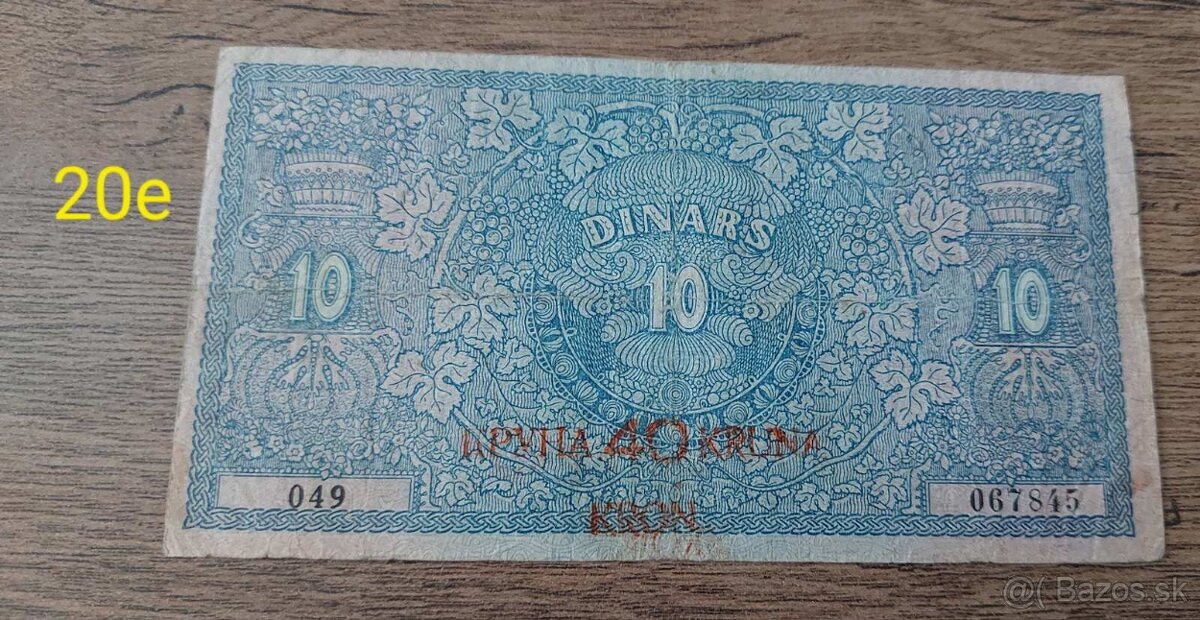 20e
DINARS
10 10 10
КРУНА 40 KRUNA
KRON
049 067845
@( Bazos.sk